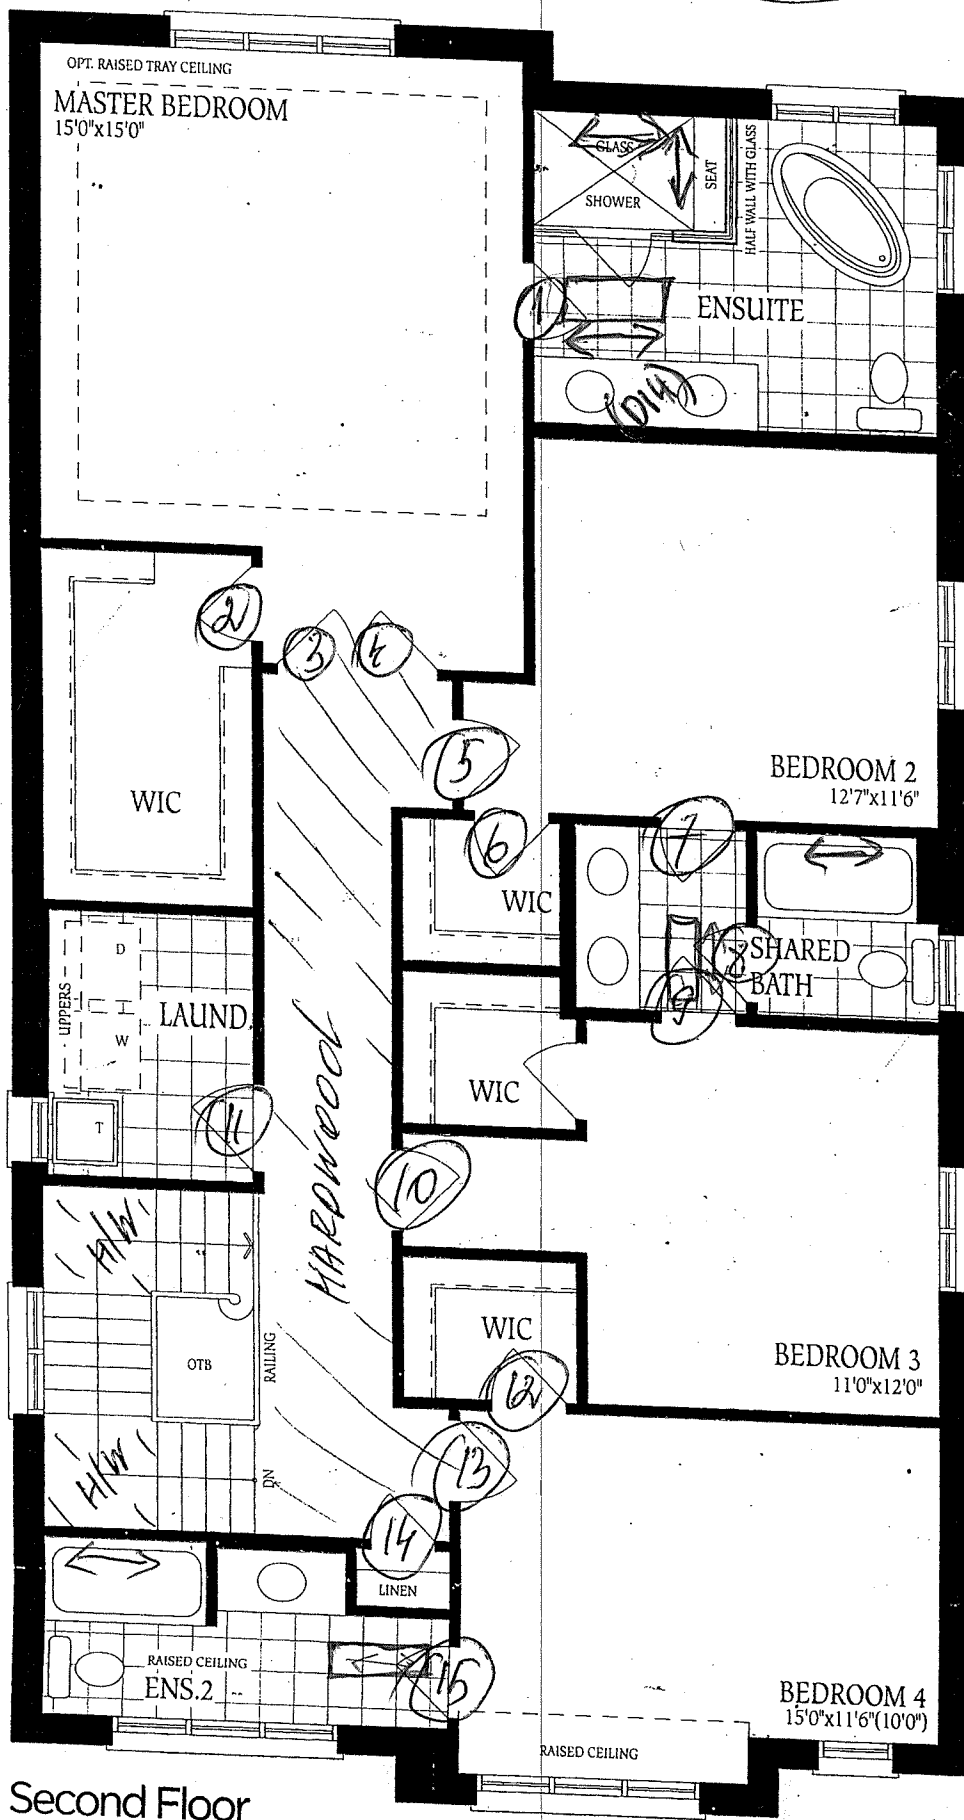 OPT. RAISED TRAY CEILING
MASTER BEDROOM
15'0"x15'0"
GLASS
SHOWER
SEAT
HALF WALL WITH GLASS
1
ENSUITE
(D14)
2
3
4
5
BEDROOM 2
12'7"x11'6"
WIC
6
WIC
7
8
SHARED
BATH
9
D
UPPERS
LAUND.
W
T
11
WIC
10
HARDWOOD
H/W
OTB
RAILING
WIC
BEDROOM 3
11'0"x12'0"
12
13
H/W
DN
14
LINEN
RAISED CEILING
ENS.2
15
BEDROOM 4
15'0"x11'6"(10'0")
RAISED CEILING
Second Floor